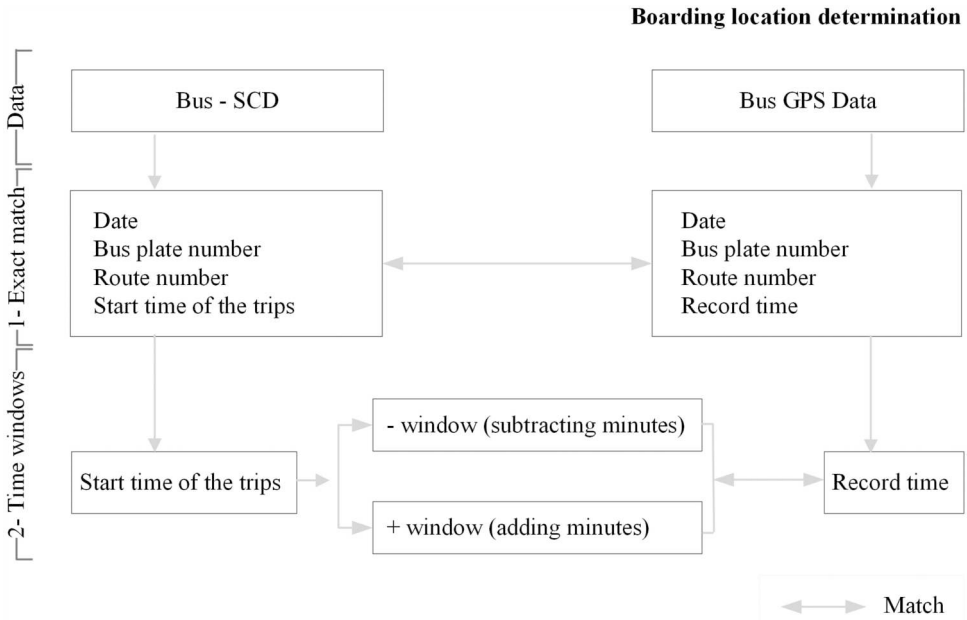 Boarding location determination
Data
Bus - SCD
Bus GPS Data
1- Exact match
Date
Bus plate number
Route number
Start time of the trips
Date
Bus plate number
Route number
Record time
2- Time windows
Start time of the trips
- window (subtracting minutes)
+ window (adding minutes)
Record time
Match